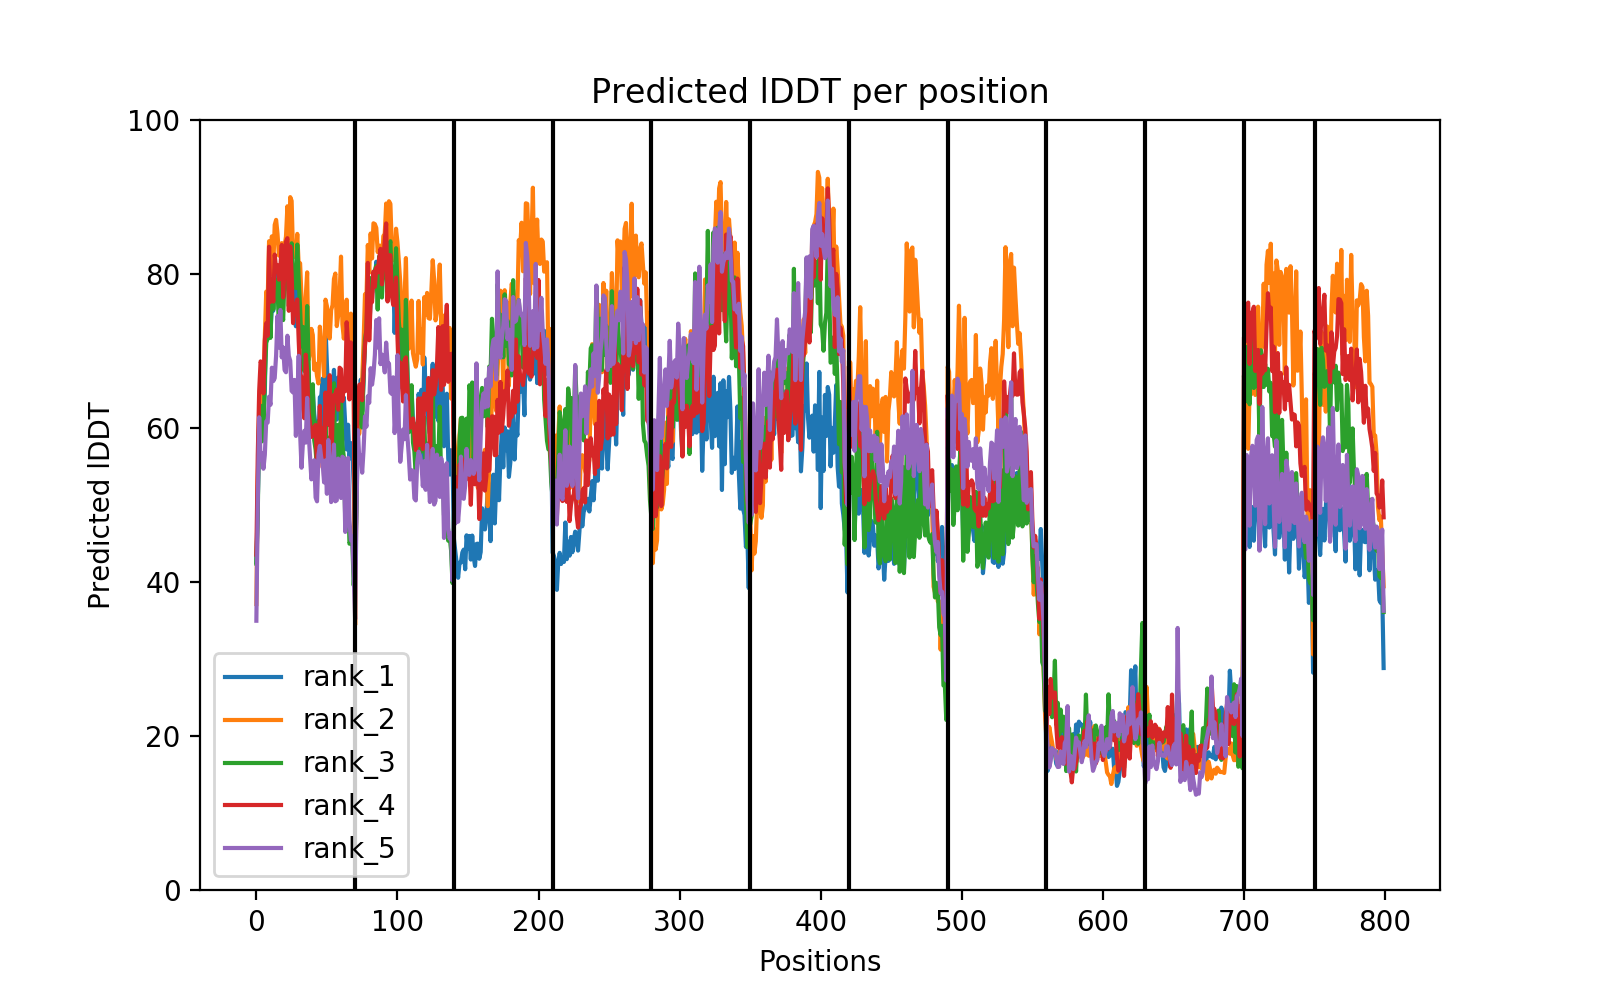 Predicted lDDT per position
100
80
60
40
20
0
Predicted lDDT
rank_1
rank_2
rank_3
rank_4
rank_5
0 100 200 300 400 500 600 700 800
Positions